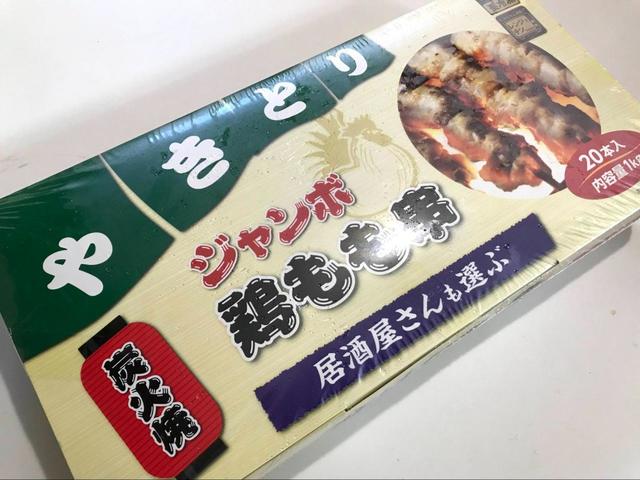 やきとり
ジャンボ
鶏もも串
居酒屋さんも選ぶ
炭火焼
20本入
内容量1kg